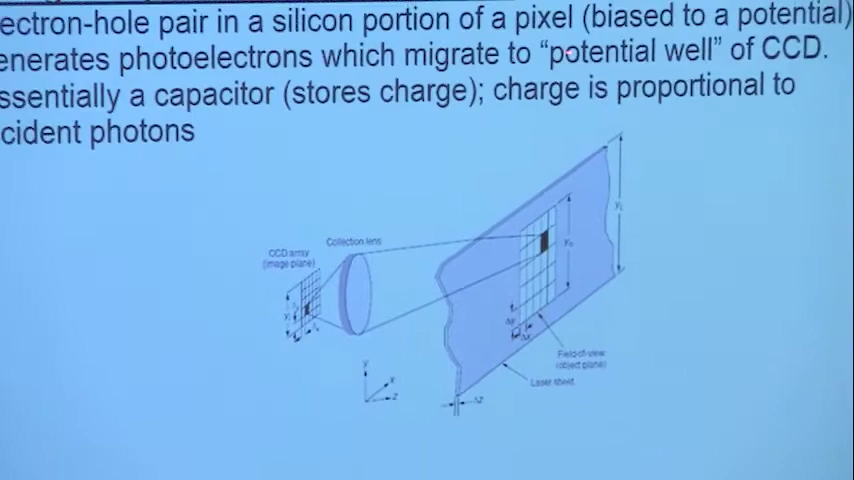 ectron-hole pair in a silicon portion of a pixel (biased to a potential)
enerates photoelectrons which migrate to “potential well” of CCD.
ssentially a capacitor (stores charge); charge is proportional to
cident photons
Collection lens
CCD array
(image plane)
Field-of-view
(object plane)
Laser sheet
y
x
z
Δz